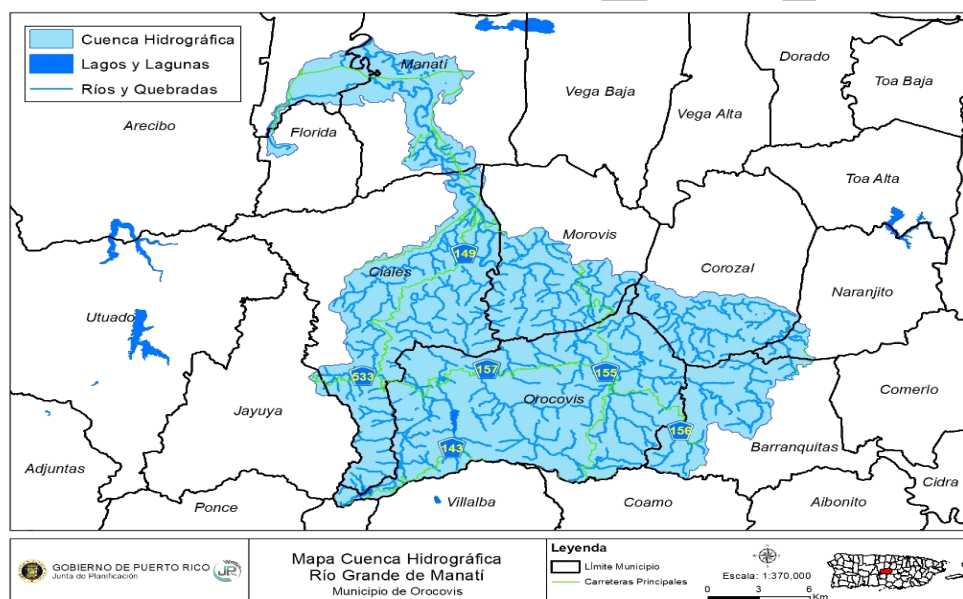 Cuenca Hidrográfica
Lagos y Lagunas
Ríos y Quebradas
Manatí
Dorado
Toa Baja
Vega Baja
Vega Alta
Arecibo
Florida
Toa Alta
Morovis
149
Ciales
Corozal
Naranjito
Utuado
533
157
155
Orocovis
Comerío
Jayuya
156
143
Barranquitas
Adjuntas
Cidra
Ponce
Villalba
Coamo
Aibonito
GOBIERNO DE PUERTO RICO
Junta de Planificación
JP
Mapa Cuenca Hidrográfica
Río Grande de Manatí
Municipio de Orocovis
Leyenda
Límite Municipio
Carreteras Principales
Escala: 1:370,000
0 3 6
Km